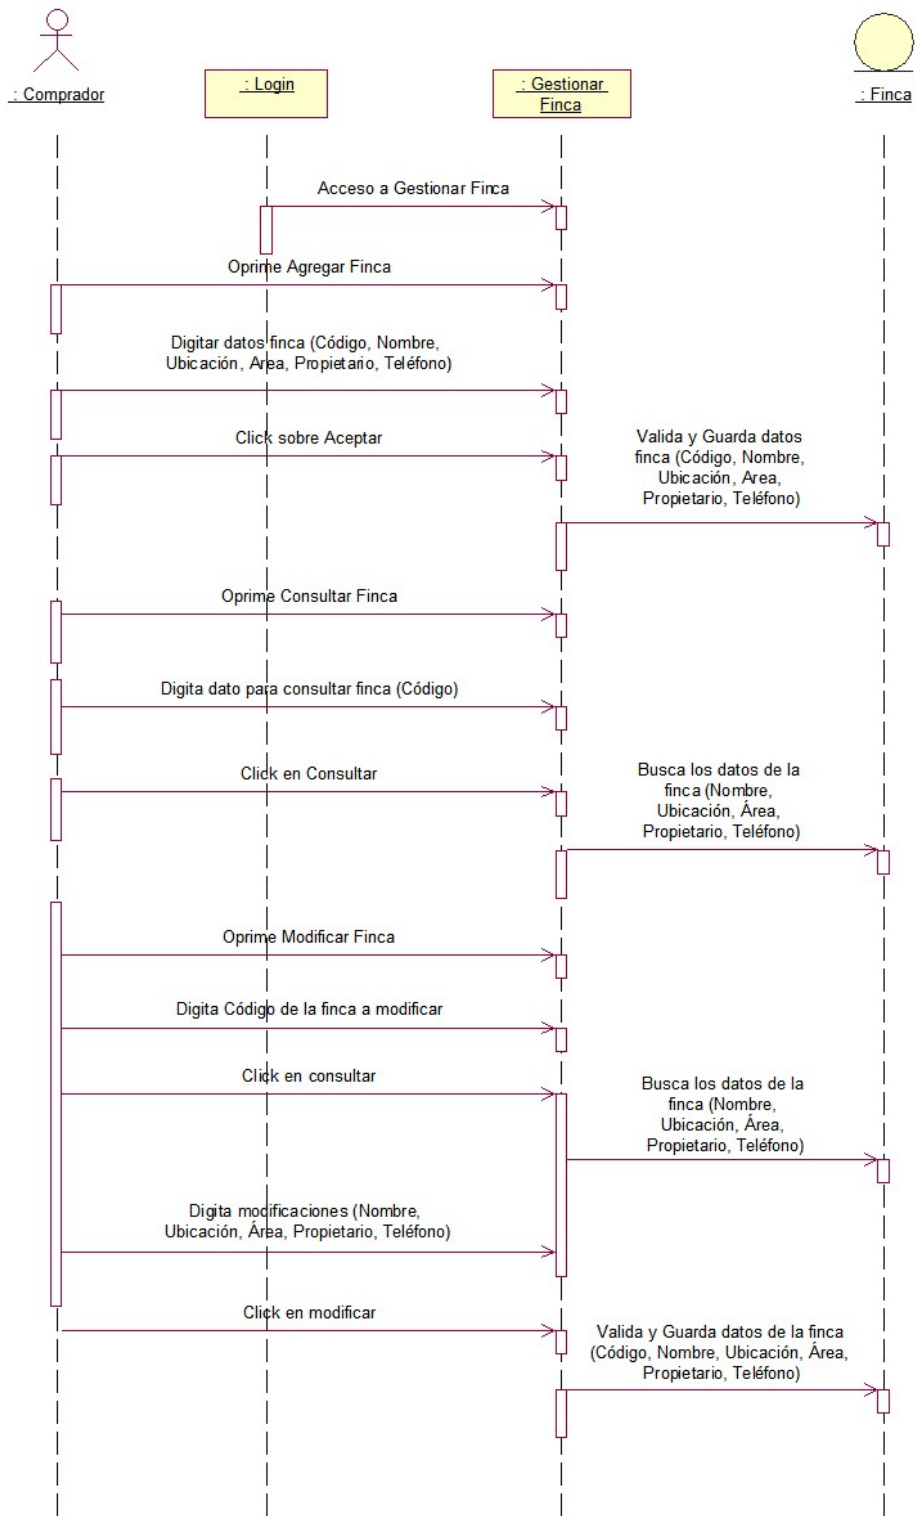 : Comprador
: Login
: Gestionar
Finca
: Finca
Acceso a Gestionar Finca
Oprime Agregar Finca
Digitar datos finca (Código, Nombre,
Ubicación, Area, Propietario, Teléfono)
Click sobre Aceptar
Valida y Guarda datos
finca (Código, Nombre,
Ubicación, Area,
Propietario, Teléfono)
Oprime Consultar Finca
Digita dato para consultar finca (Código)
Click en Consultar
Busca los datos de la
finca (Nombre,
Ubicación, Área,
Propietario, Teléfono)
Oprime Modificar Finca
Digita Código de la finca a modificar
Click en consultar
Busca los datos de la
finca (Nombre,
Ubicación, Área,
Propietario, Teléfono)
Digita modificaciones (Nombre,
Ubicación, Área, Propietario, Teléfono)
Click en modificar
Valida y Guarda datos de la finca
(Código, Nombre, Ubicación, Área,
Propietario, Teléfono)